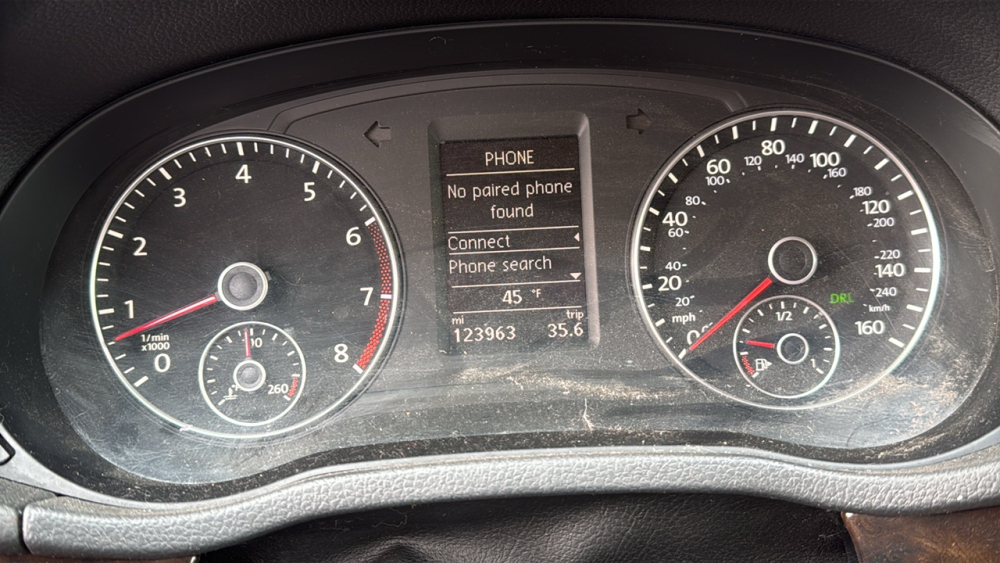 0
1
2
3
4
5
6
7
8
1/min
x1000
260
PHONE
No paired phone
found
Connect
Phone search
45 °F
mi trip
123963 35.6
0
20
40
60
80
100
120
140
160
mph
20
40
60
80
100
120
140
160
180
200
220
240
km/h
DRL
1/2
1